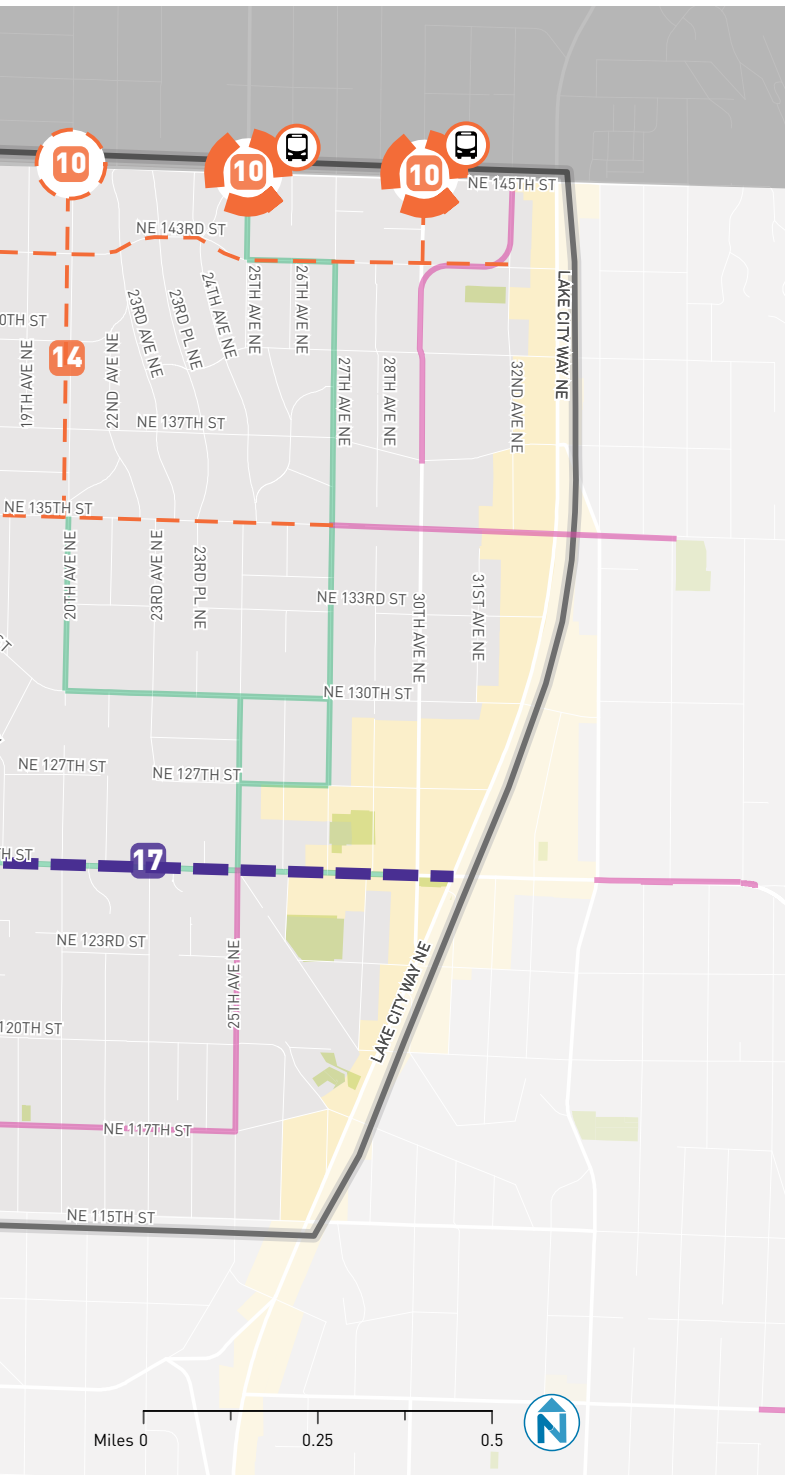 10
10
10
NE 145TH ST
NE 143RD ST
LAKE CITY WAY NE
25TH AVE NE
26TH AVE NE
24TH AVE NE
23RD PL NE
23RD AVE NE
0TH ST
22ND AVE NE
19TH AVE NE
14
27TH AVE NE
28TH AVE NE
32ND AVE NE
NE 137TH ST
NE 135TH ST
20TH AVE NE
23RD AVE NE
23RD PL NE
NE 133RD ST
30TH AVE NE
31ST AVE NE
ST
NE 130TH ST
NE 127TH ST
NE 127TH ST
H ST
17
NE 123RD ST
25TH AVE NE
LAKE CITY WAY NE
120TH ST
NE 117TH ST
NE 115TH ST
Miles 0
0.25
0.5
N